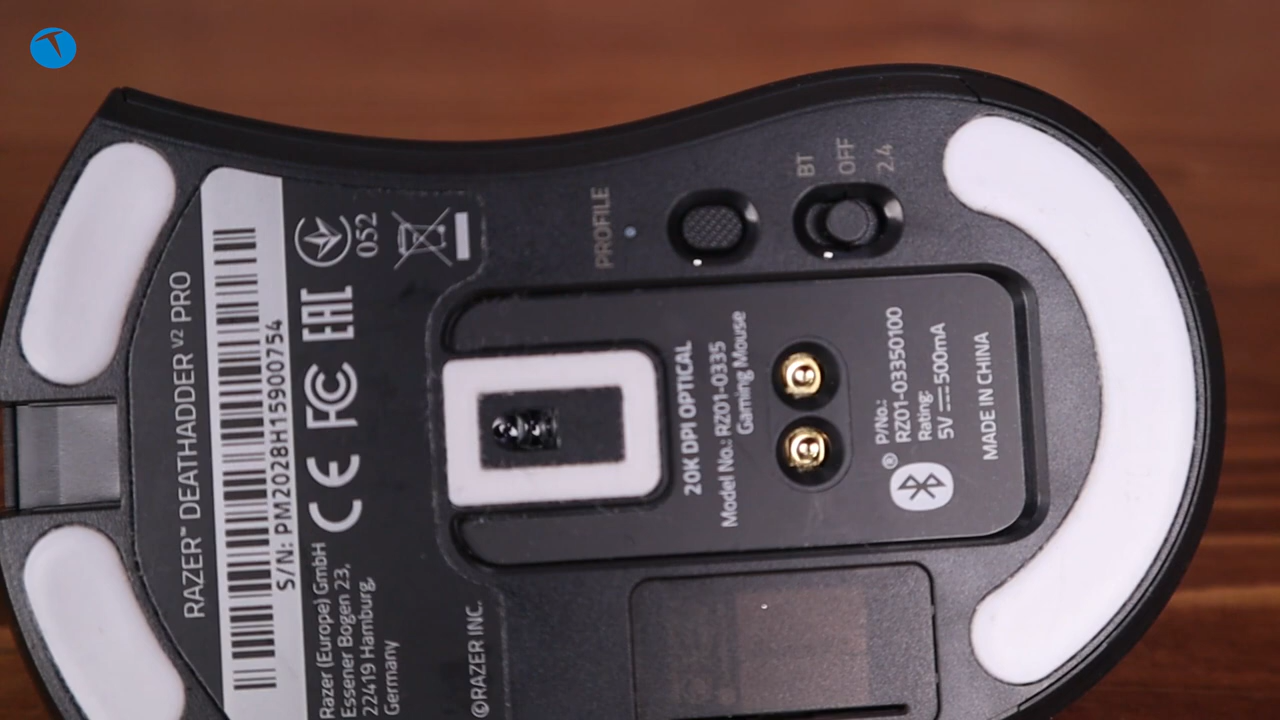 RAZER™ DEATHADDER V2 PRO
S/N: PM2028H15900754
Razer (Europe) GmbH
Essener Bogen 23,
22419 Hamburg,
Germany
CE FC EAC
052
©RAZER INC.
PROFILE
BT
OFF
2.4
20K DPI OPTICAL
Model No.: RZ01-0335
Gaming Mouse
® P/No.:
RZ01-03350100
Rating:
5V ⎓ 500mA
MADE IN CHINA